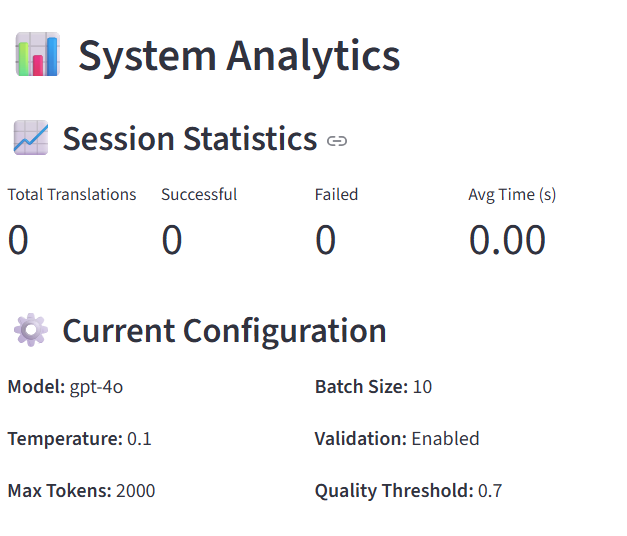 System Analytics
Session Statistics
Total Translations Successful Failed Avg Time (s)
0 0 0 0.00
Current Configuration
Model: gpt-4o Batch Size: 10
Temperature: 0.1 Validation: Enabled
Max Tokens: 2000 Quality Threshold: 0.7